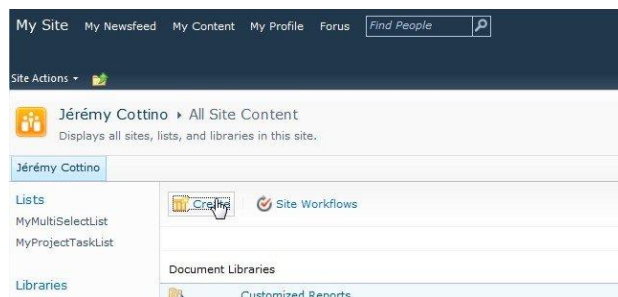 My Site My Newsfeed My Content My Profile Forus Find People
Site Actions
Jérémy Cottino ▸ All Site Content
Displays all sites, lists, and libraries in this site.
Jérémy Cottino
Lists
Create Site Workflows
MyMultiSelectList
MyProjectTaskList
Document Libraries
Libraries
Customized Reports